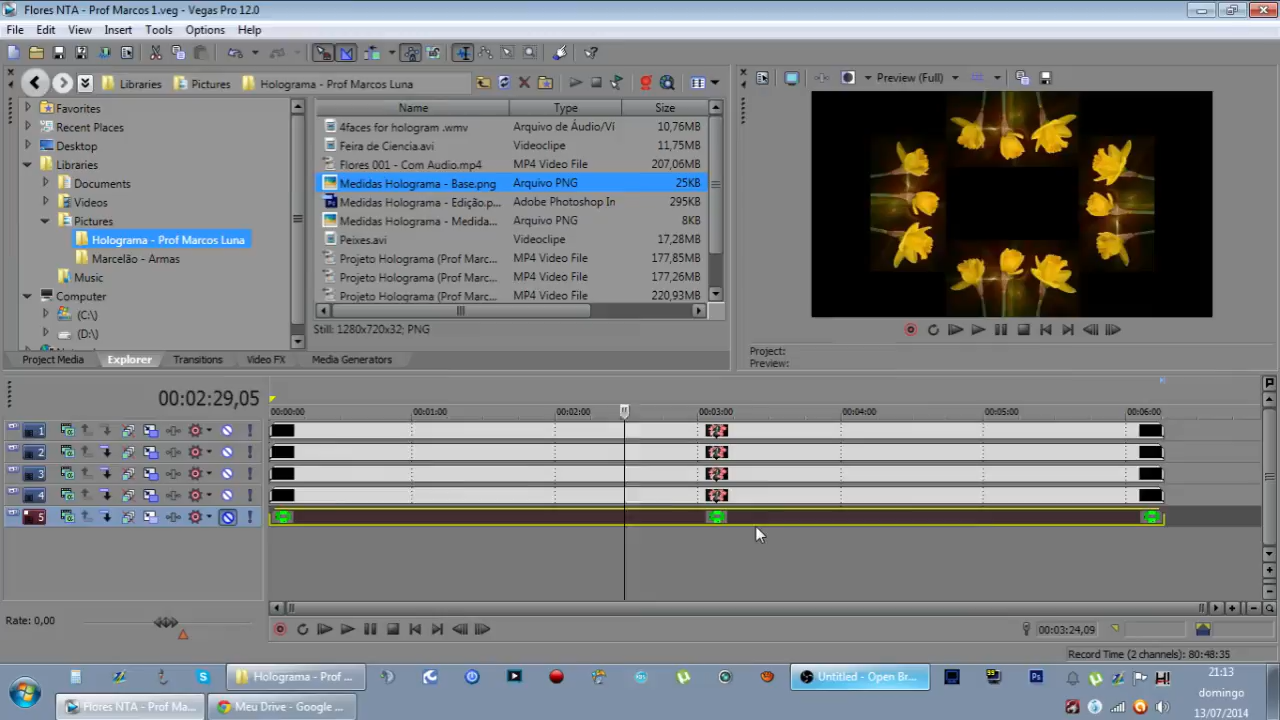 Flores NTA - Prof Marcos 1.veg - Vegas Pro 12.0
File Edit View Insert Tools Options Help
Libraries Pictures Holograma - Prof Marcos Luna
Preview (Full)
Favorites
Recent Places
Desktop
Libraries
Documents
Videos
Pictures
Holograma - Prof Marcos Luna
Marcelão - Armas
Music
Computer
(C:)
(D:)
Name Type Size
4faces for hologram .wmv Arquivo de Áudio/Ví 10,76MB
Feira de Ciencia.avi Videoclipe 11,75MB
Flores 001 - Com Audio.mp4 MP4 Video File 207,06MB
Medidas Holograma - Base.png Arquivo PNG 25KB
Medidas Holograma - Edição.p... Adobe Photoshop In 295KB
Medidas Holograma - Medida... Arquivo PNG 8KB
Peixes.avi Videoclipe 17,28MB
Projeto Holograma (Prof Marc... MP4 Video File 177,85MB
Projeto Holograma (Prof Marc... MP4 Video File 177,26MB
Projeto Holograma (Prof Marc... MP4 Video File 220,93MB
Still: 1280x720x32; PNG
Project Media Explorer Transitions Video FX Media Generators
Project:
Preview:
00:02:29,05
00:00:00 00:01:00 00:02:00 00:03:00 00:04:00 00:05:00 00:06:00
1
2
3
4
5
Rate: 0,00
00:03:24,09
Record Time (2 channels): 80:48:35
Holograma - Prof ... Untitled - Open Br...
Flores NTA - Prof Ma... Meu Drive - Google ...
21:13
domingo
13/07/2014